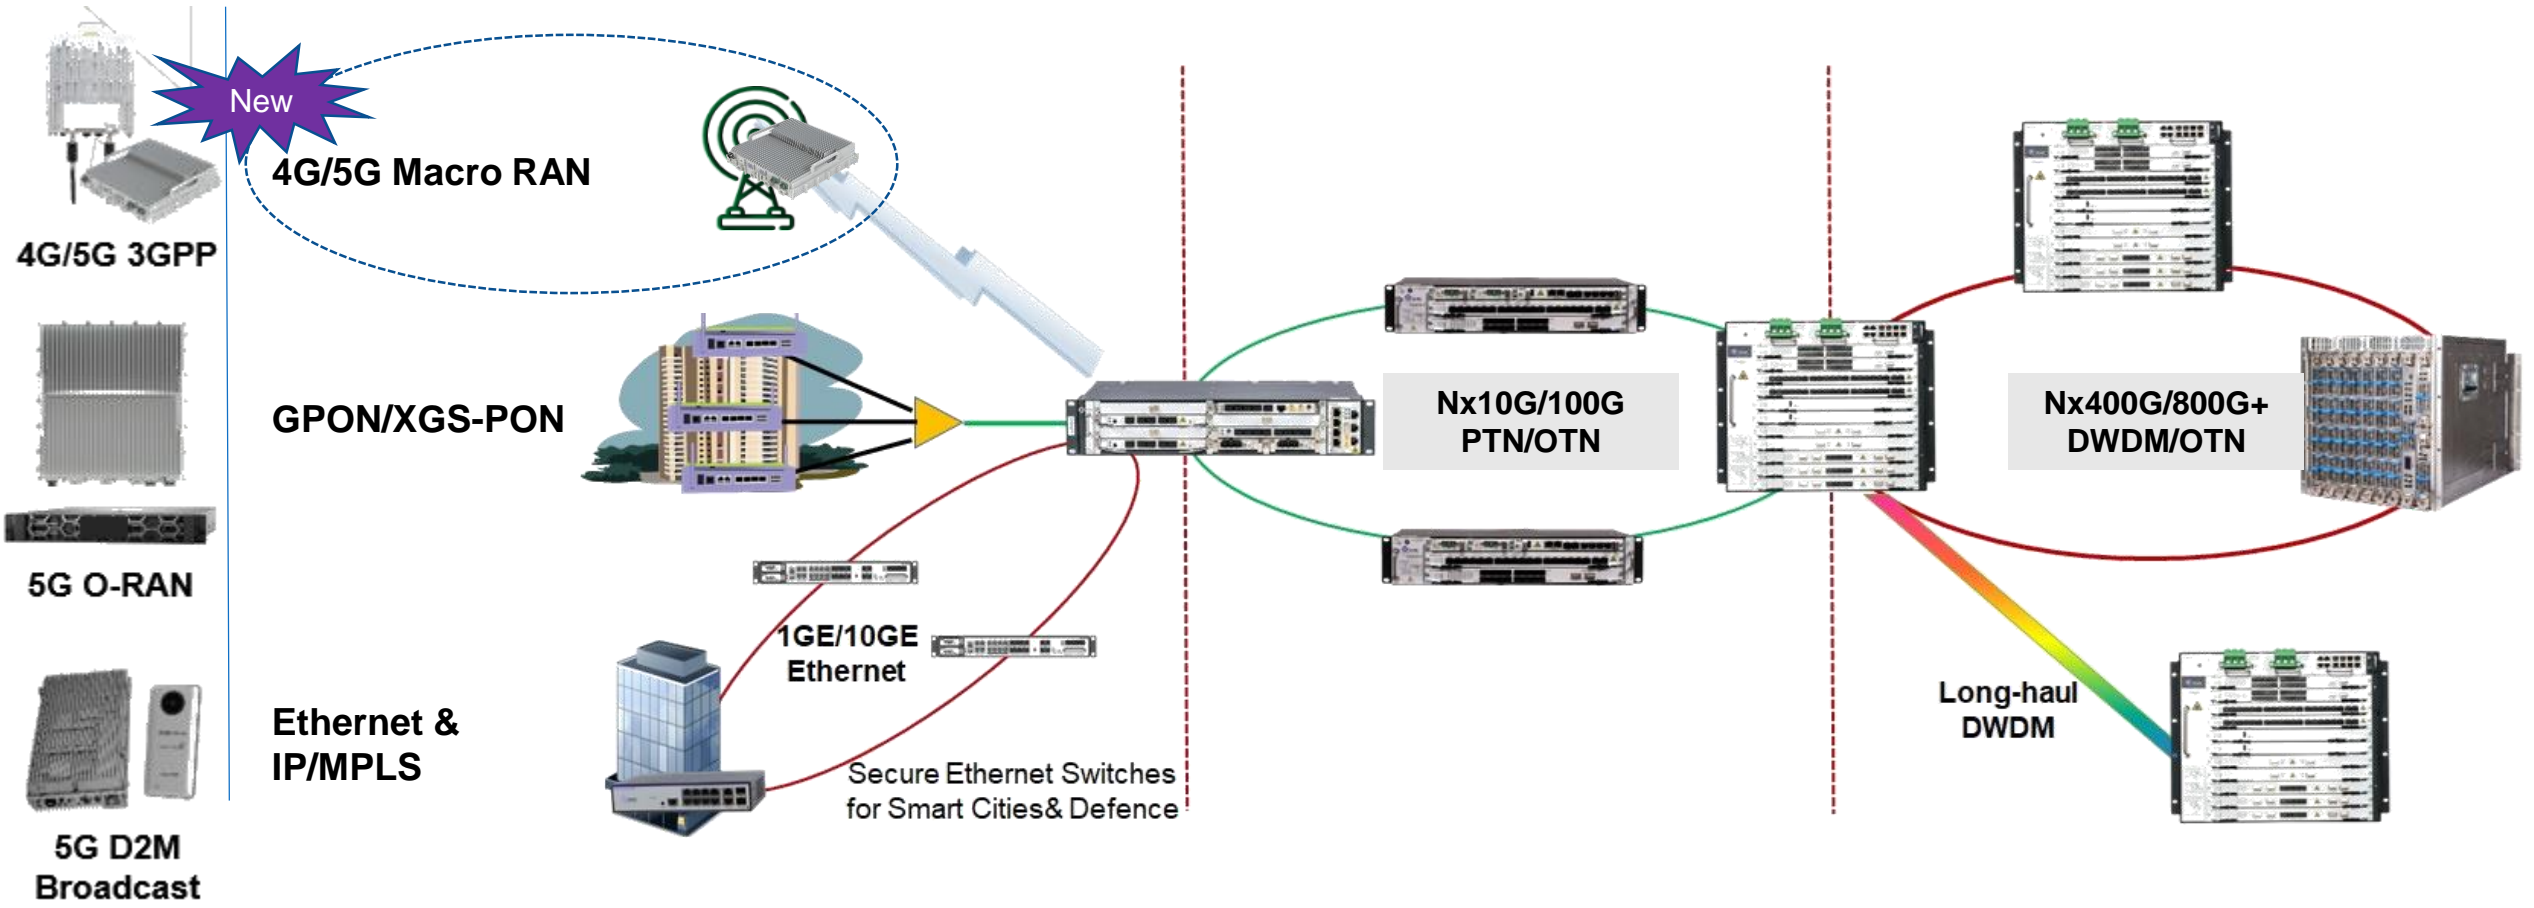 New
4G/5G Macro RAN
4G/5G 3GPP
GPON/XGS-PON
Nx10G/100G
PTN/OTN
Nx400G/800G+
DWDM/OTN
5G O-RAN
1GE/10GE
Ethernet
Ethernet &
IP/MPLS
Secure Ethernet Switches
for Smart Cities& Defence
Long-haul
DWDM
5G D2M
Broadcast